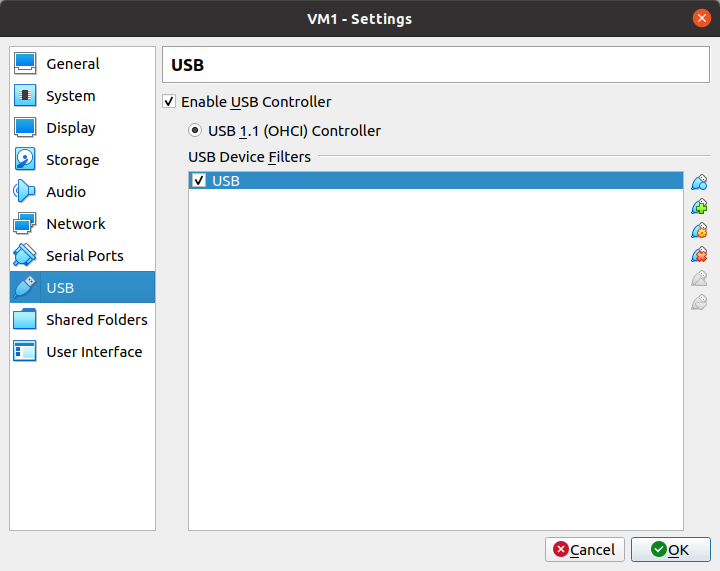 VM1 - Settings
General
System
Display
Storage
Audio
Network
Serial Ports
USB
Shared Folders
User Interface
USB
Enable USB Controller
USB 1.1 (OHCI) Controller
USB Device Filters
USB
Cancel
OK